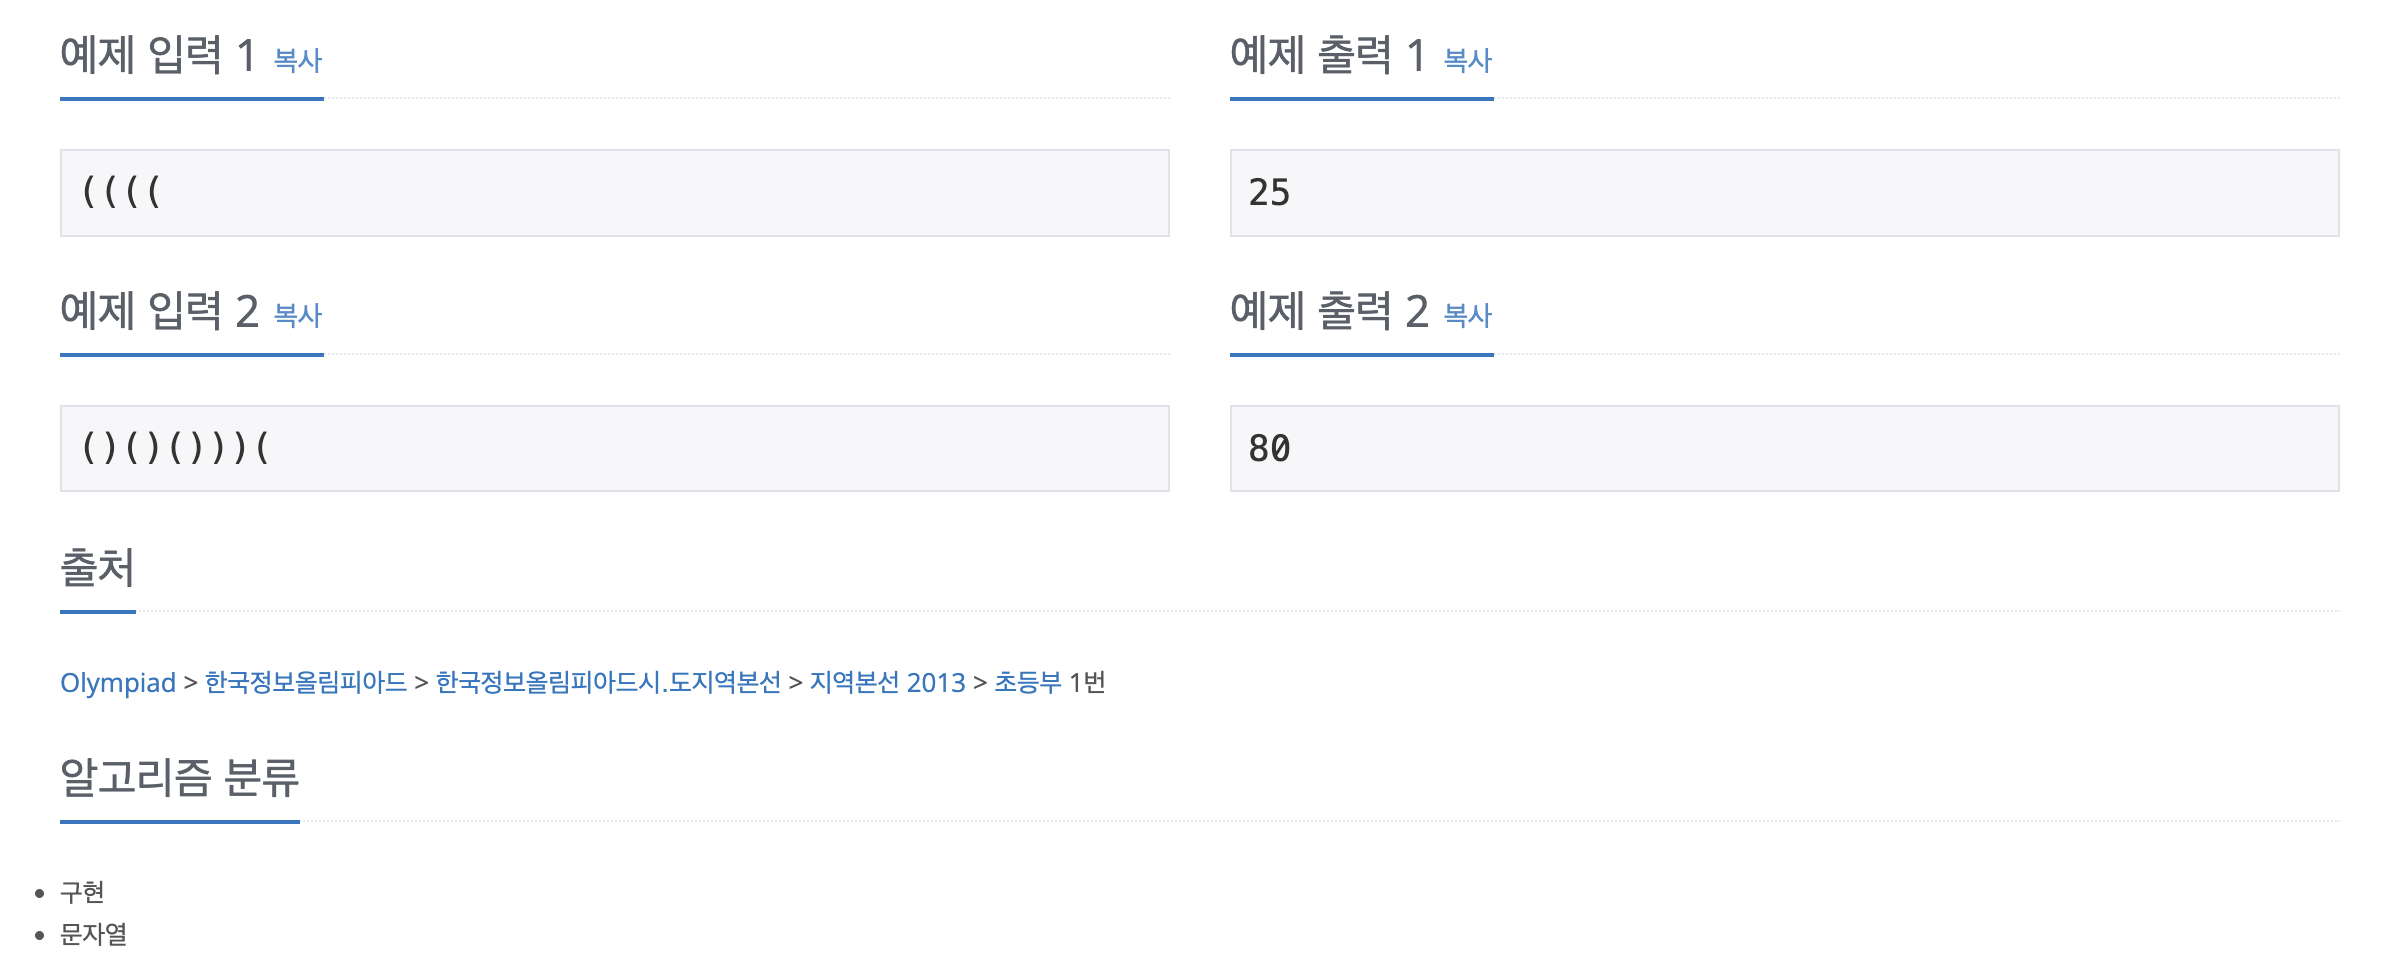 예제 입력 1 복사
((((
예제 출력 1 복사
25
예제 입력 2 복사
()()()))(
예제 출력 2 복사
80
출처
Olympiad > 한국정보올림피아드 > 한국정보올림피아드시.도지역본선 > 지역본선 2013 > 초등부 1번
알고리즘 분류
구현
문자열